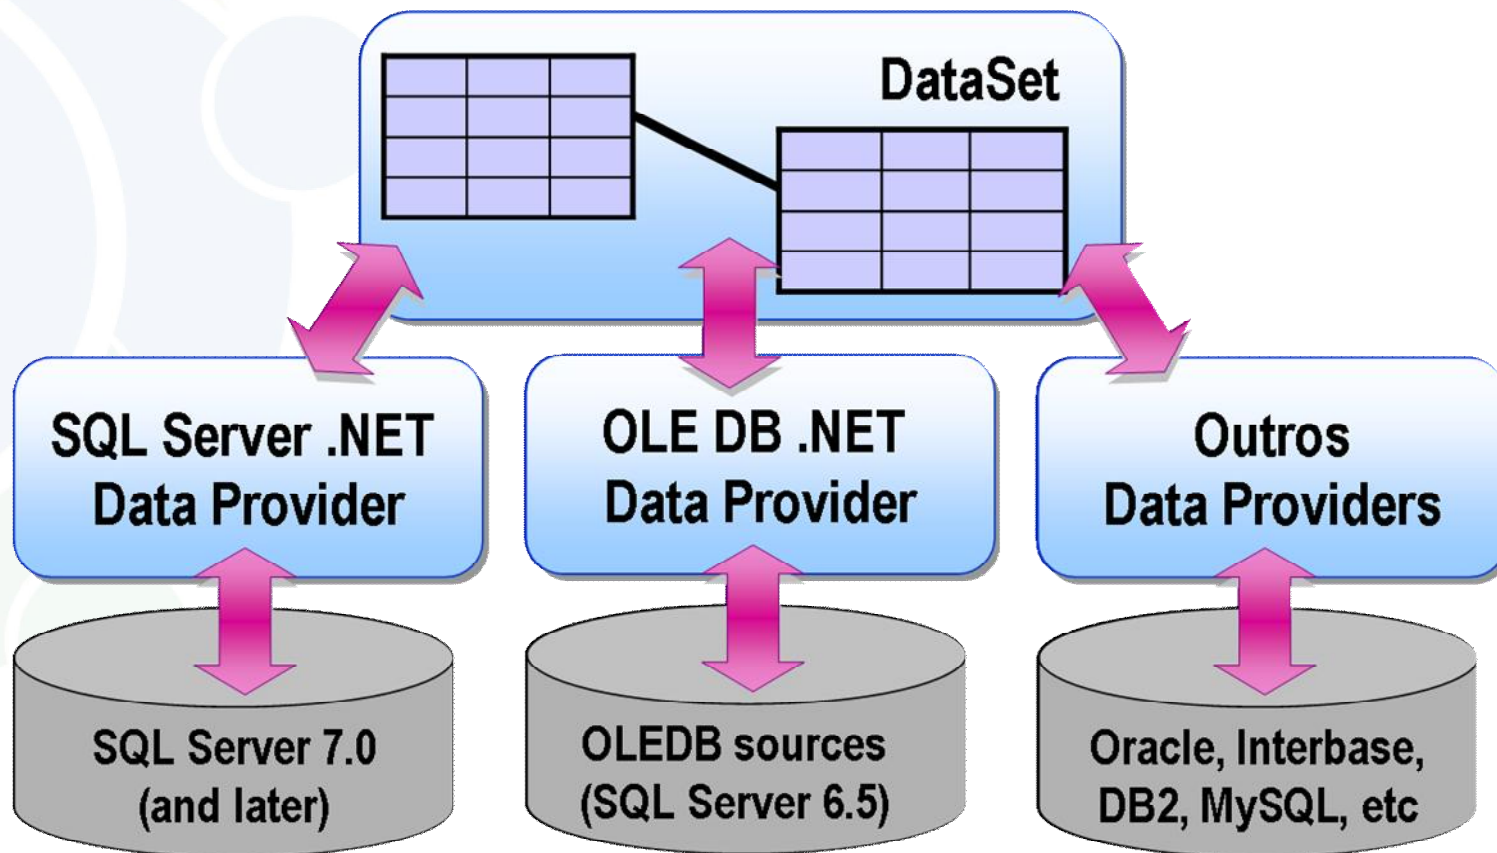 DataSet
SQL Server .NET
Data Provider
OLE DB .NET
Data Provider
Outros
Data Providers
SQL Server 7.0
(and later)
OLEDB sources
(SQL Server 6.5)
Oracle, Interbase,
DB2, MySQL, etc